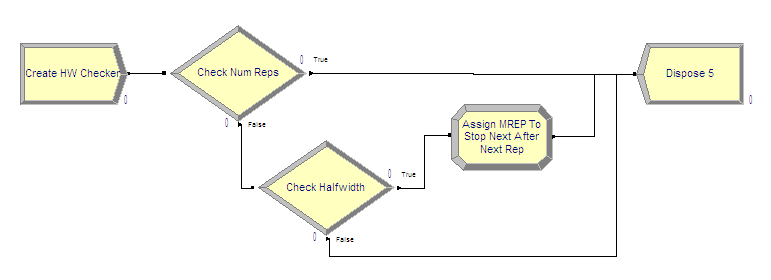 Create HW Checker
0
Check Num Reps
0
True
0
False
Check Halfwidth
0
True
0
False
Assign MREP To
Stop Next After
Next Rep
Dispose 5
0